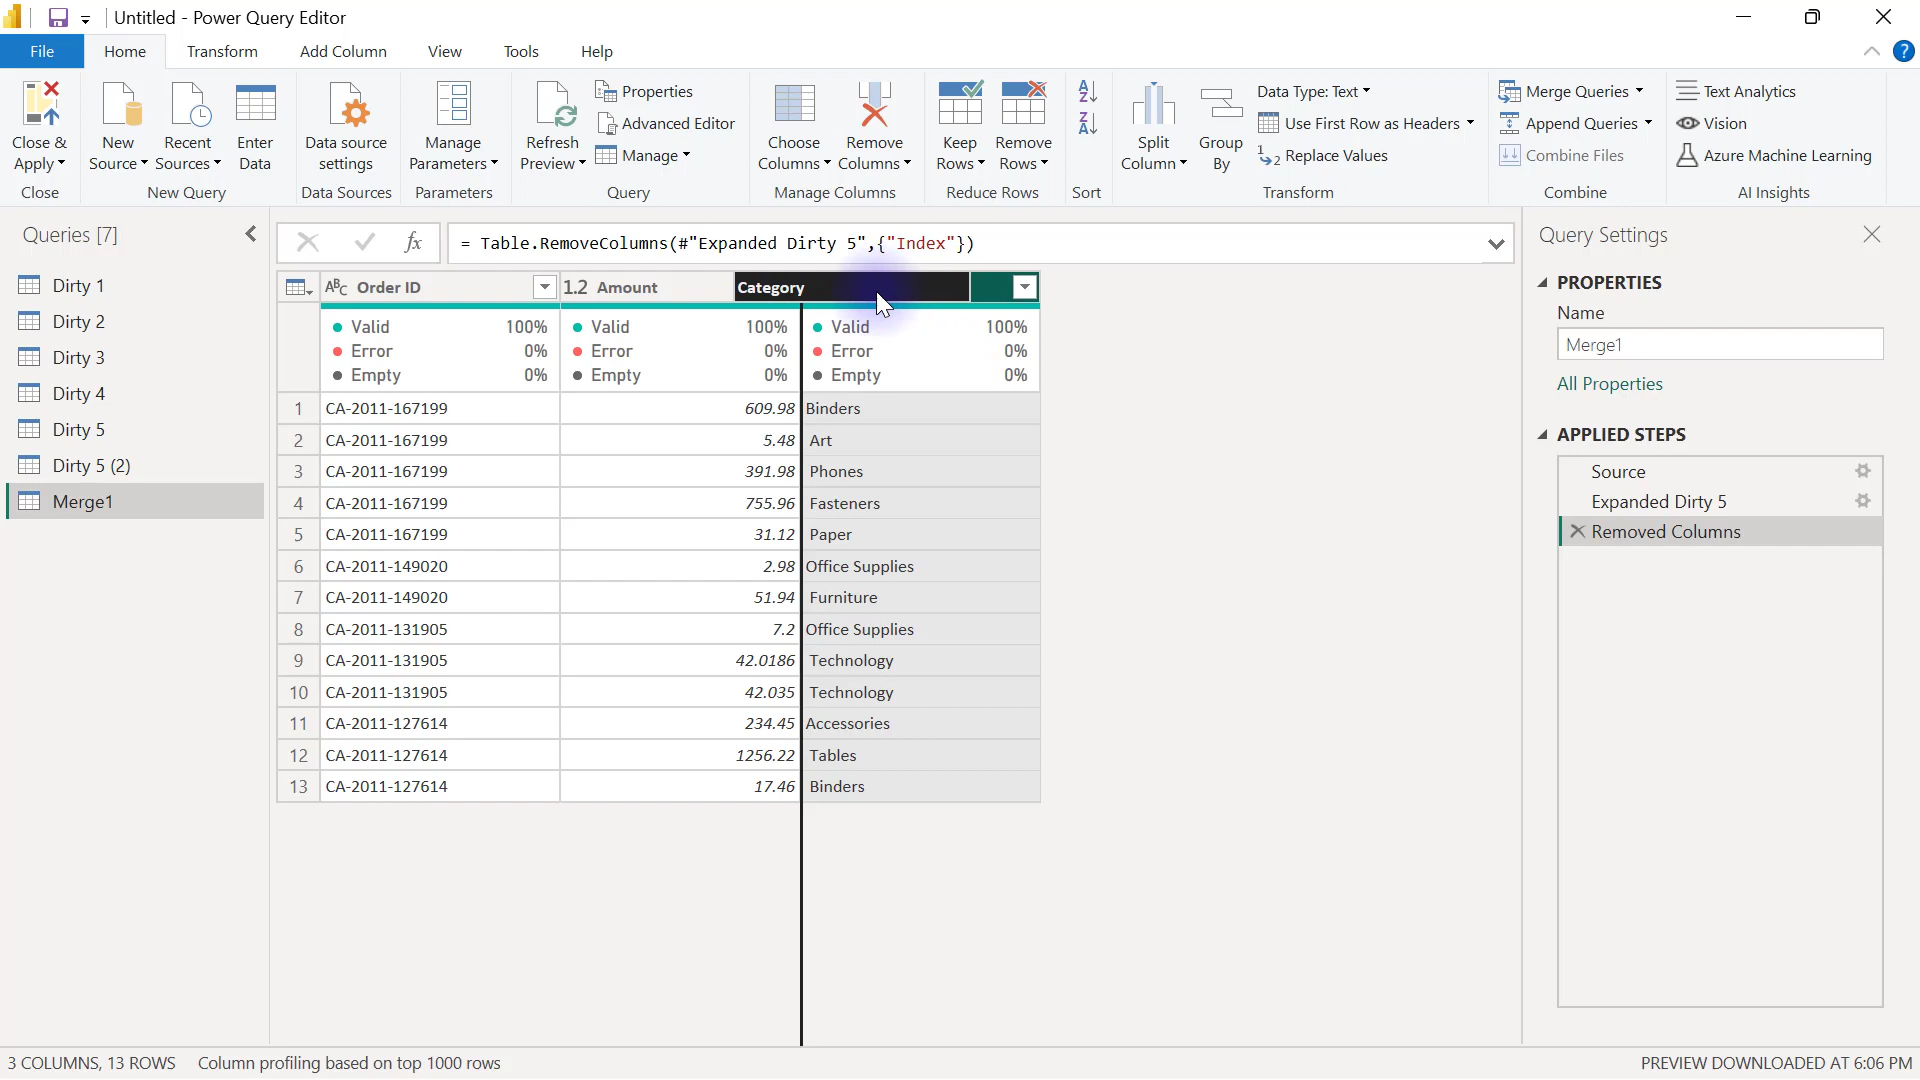 Untitled - Power Query Editor
File Home Transform Add Column View Tools Help
Close & Apply
New Source
Recent Sources
Enter Data
Data source settings
Manage Parameters
Refresh Preview
Properties
Advanced Editor
Manage
Choose Columns
Remove Columns
Keep Rows
Remove Rows
Split Column
Group By
Data Type: Text
Use First Row as Headers
Replace Values
Merge Queries
Append Queries
Combine Files
Text Analytics
Vision
Azure Machine Learning
Close New Query Data Sources Parameters Query Manage Columns Reduce Rows Sort Transform Combine AI Insights
Queries [7]
Dirty 1
Dirty 2
Dirty 3
Dirty 4
Dirty 5
Dirty 5 (2)
Merge1
fx = Table.RemoveColumns(#"Expanded Dirty 5",{"Index"})
ABC Order ID 1.2 Amount Category
Valid 100% Valid 100% Valid 100%
Error 0% Error 0% Error 0%
Empty 0% Empty 0% Empty 0%
1 CA-2011-167199 609.98 Binders
2 CA-2011-167199 5.48 Art
3 CA-2011-167199 391.98 Phones
4 CA-2011-167199 755.96 Fasteners
5 CA-2011-167199 31.12 Paper
6 CA-2011-149020 2.98 Office Supplies
7 CA-2011-149020 51.94 Furniture
8 CA-2011-131905 7.2 Office Supplies
9 CA-2011-131905 42.0186 Technology
10 CA-2011-131905 42.035 Technology
11 CA-2011-127614 234.45 Accessories
12 CA-2011-127614 1256.22 Tables
13 CA-2011-127614 17.46 Binders
Query Settings
PROPERTIES
Name
Merge1
All Properties
APPLIED STEPS
Source
Expanded Dirty 5
Removed Columns
3 COLUMNS, 13 ROWS Column profiling based on top 1000 rows
PREVIEW DOWNLOADED AT 6:06 PM